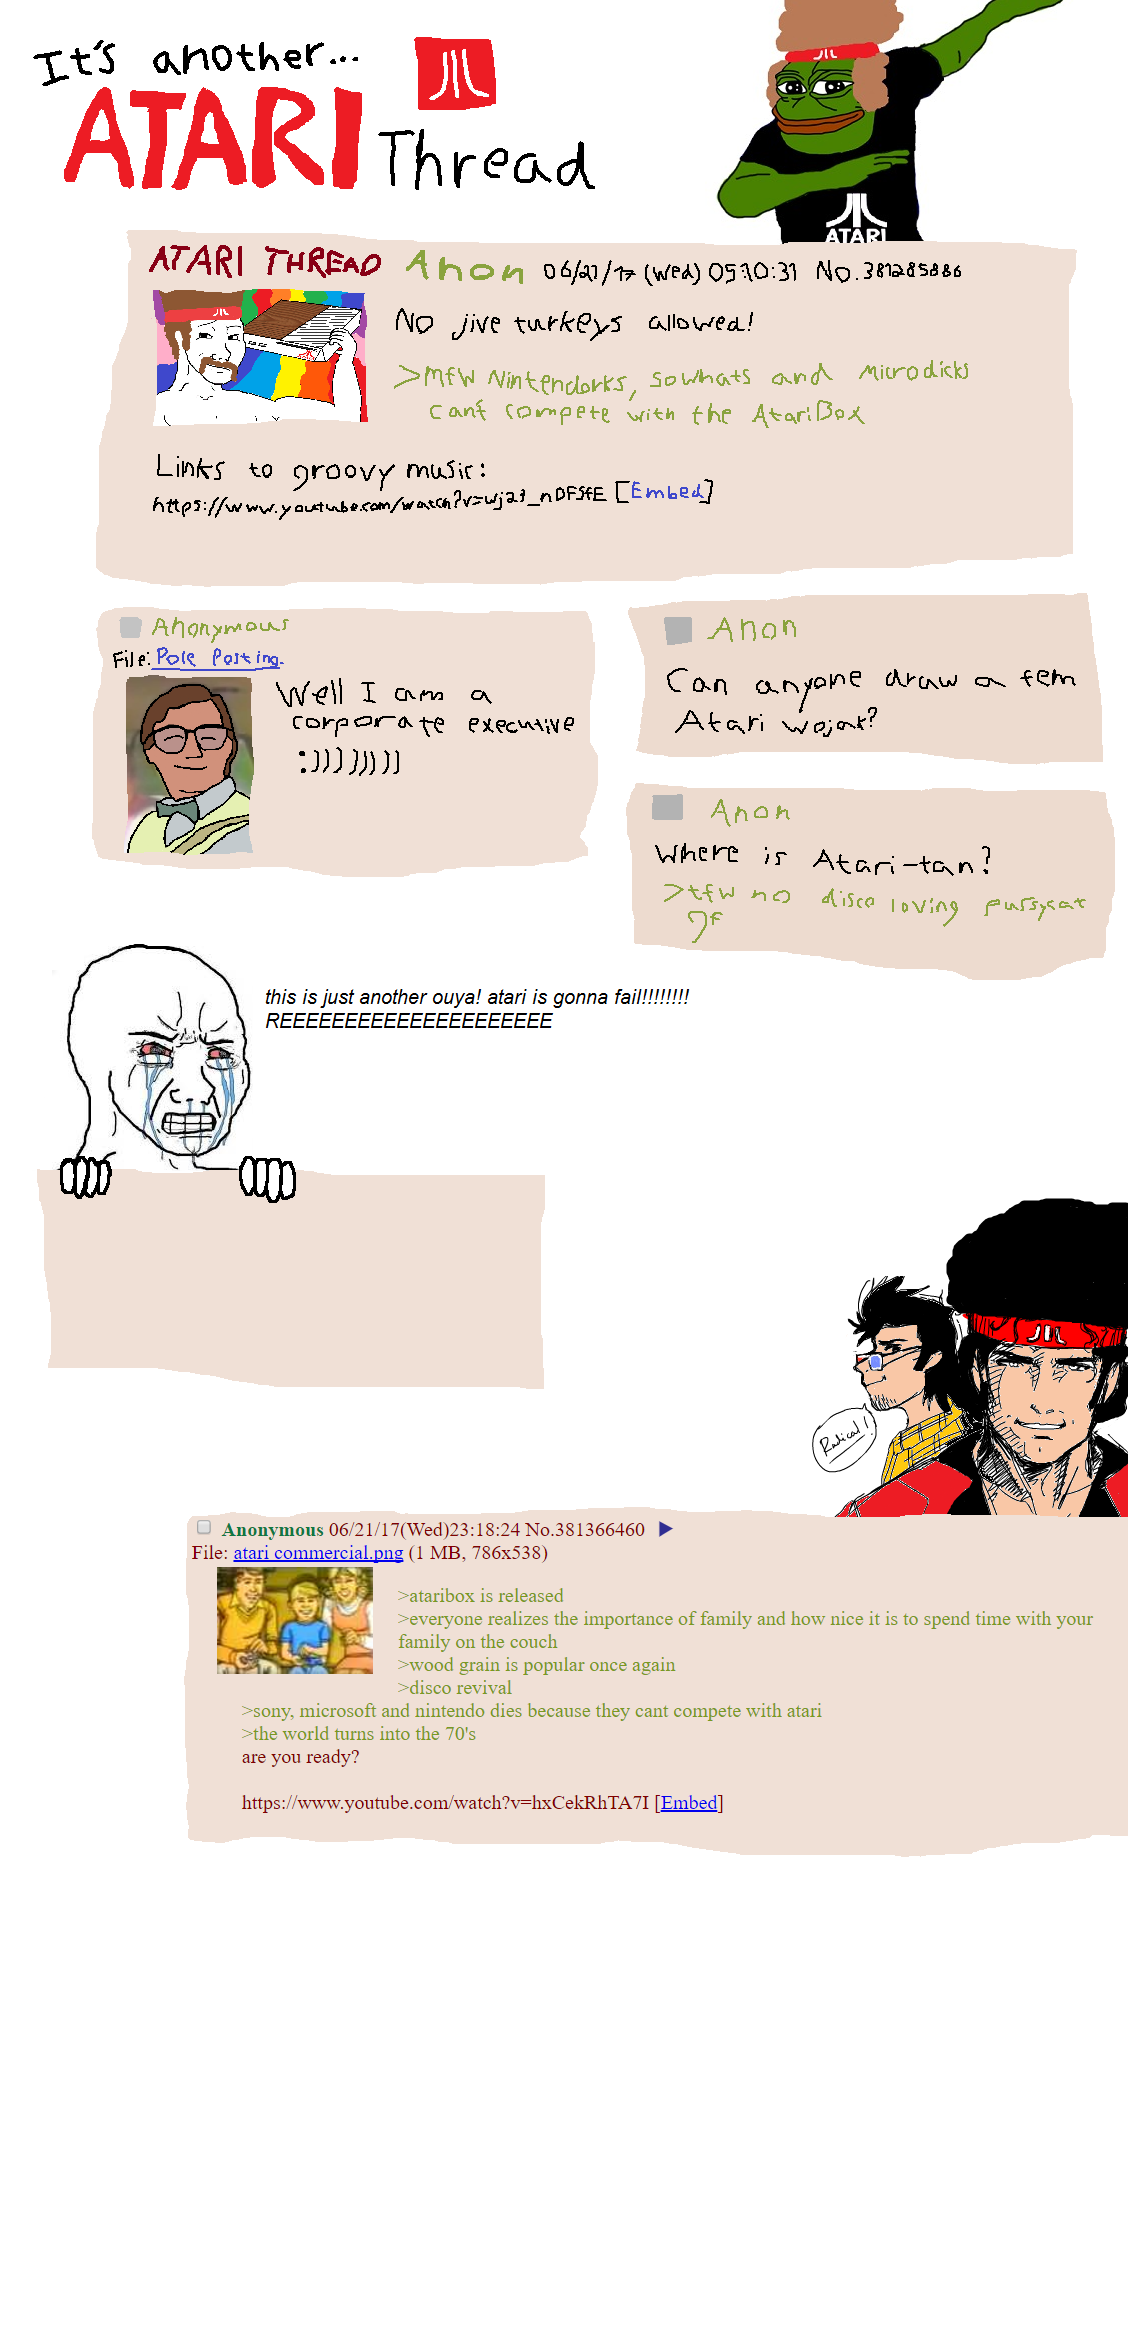 It's another...
ATARI
Thread
ATARI
ATARI THREAD Anon 06/21/17 (Wed) 05:10:31 No. 381285886
No jive turkeys allowed!
>mfw Nintendorks, sowhats and Microdicks
can't compete with the AtariBox
Links to groovy music:
https://www.youtube.com/watch?v=wj23_nDFSfE [Embed]
Anonymous
File: Pole Posting.
Well I am a
corporate executive
:))))))))
Anon
Can anyone draw a fem
Atari wojak?
Anon
Where is Atari-tan?
>tfw no disco loving pussycat
gf
this is just another ouya! atari is gonna fail!!!!!!!!
REEEEEEEEEEEEEEEEEEEEE
Radical!
Anonymous 06/21/17(Wed)23:18:24 No.381366460
File: atari commercial.png (1 MB, 786x538)
>ataribox is released
>everyone realizes the importance of family and how nice it is to spend time with your
family on the couch
>wood grain is popular once again
>disco revival
>sony, microsoft and nintendo dies because they cant compete with atari
>the world turns into the 70's
are you ready?
https://www.youtube.com/watch?v=hxCekRhTA7I [Embed]